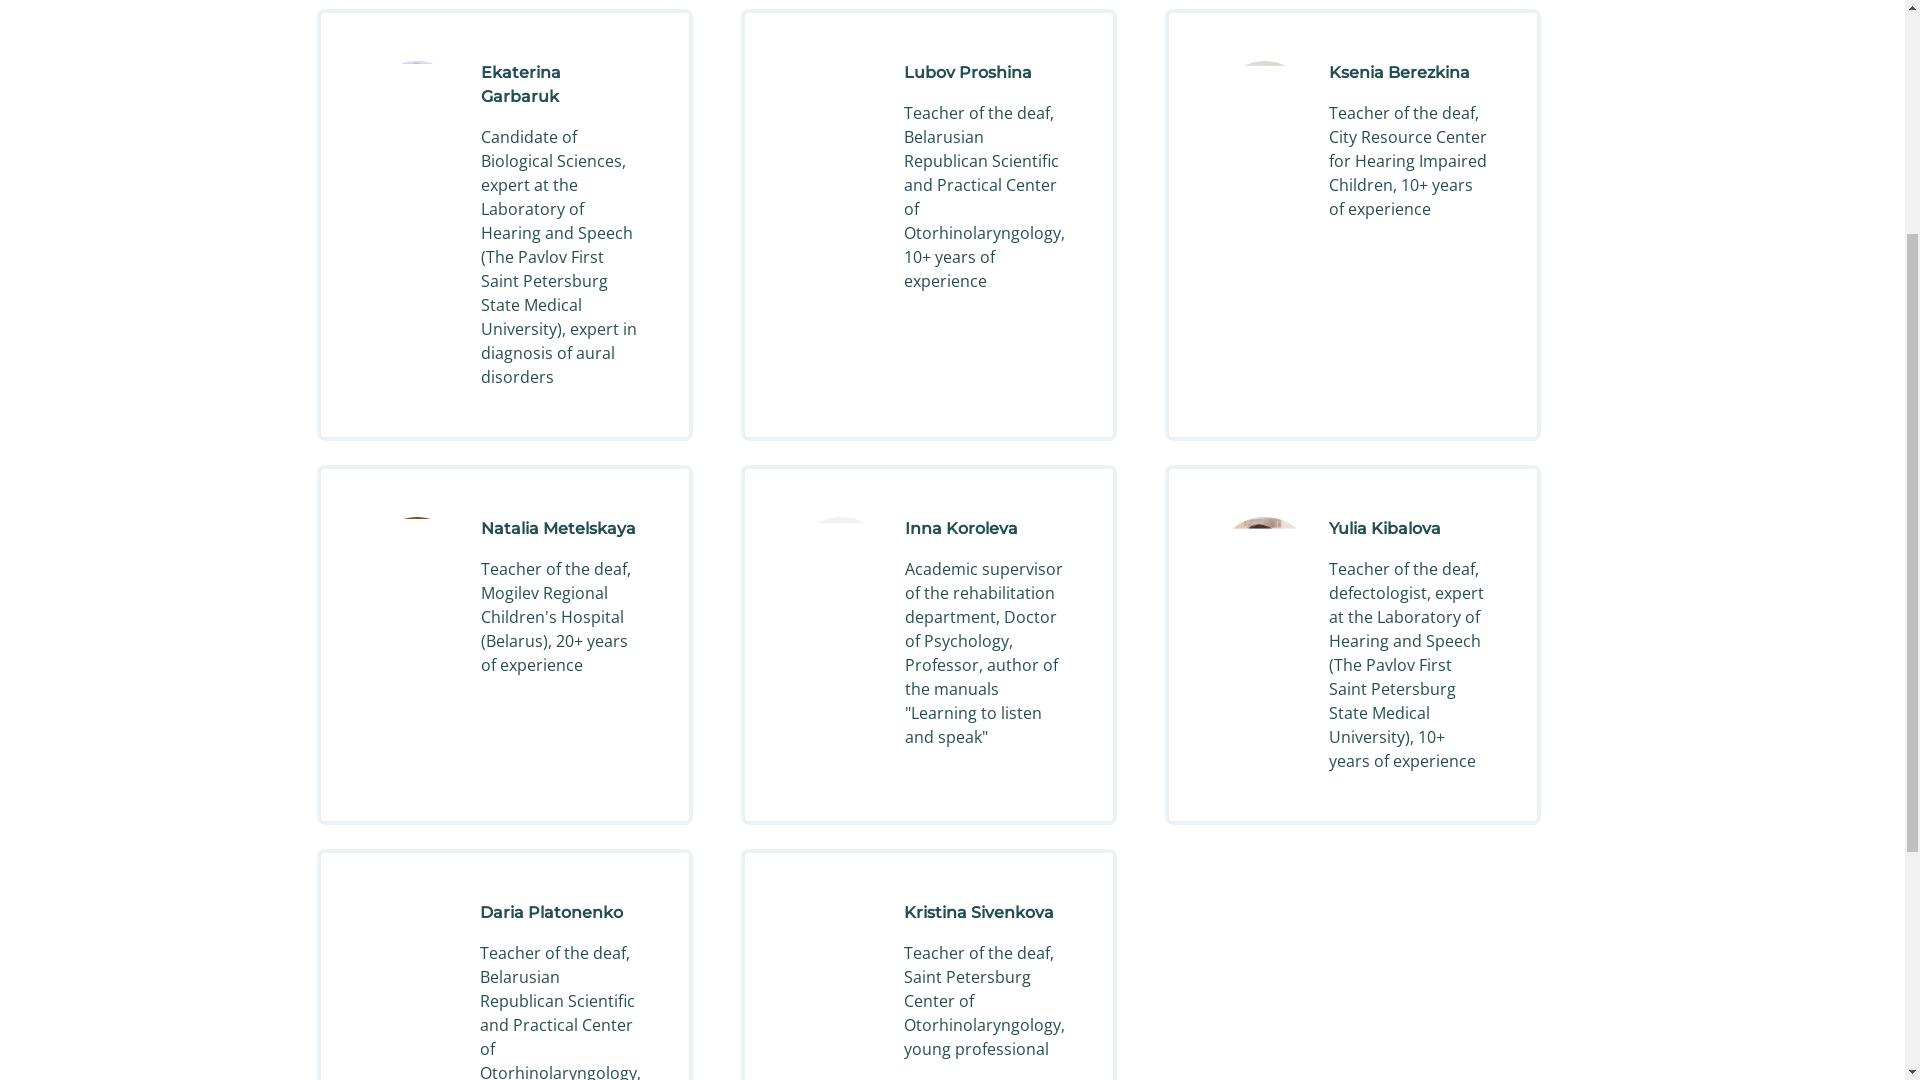 Ekaterina
Garbaruk
Candidate of
Biological Sciences,
expert at the
Laboratory of
Hearing and Speech
(The Pavlov First
Saint Petersburg
State Medical
University), expert in
diagnosis of aural
disorders
Lubov Proshina
Teacher of the deaf,
Belarusian
Republican Scientific
and Practical Center
of
Otorhinolaryngology,
10+ years of
experience
Ksenia Berezkina
Teacher of the deaf,
City Resource Center
for Hearing Impaired
Children, 10+ years
of experience
Natalia Metelskaya
Teacher of the deaf,
Mogilev Regional
Children's Hospital
(Belarus), 20+ years
of experience
Inna Koroleva
Academic supervisor
of the rehabilitation
department, Doctor
of Psychology,
Professor, author of
the manuals
"Learning to listen
and speak"
Yulia Kibalova
Teacher of the deaf,
defectologist, expert
at the Laboratory of
Hearing and Speech
(The Pavlov First
Saint Petersburg
State Medical
University), 10+
years of experience
Daria Platonenko
Teacher of the deaf,
Belarusian
Republican Scientific
and Practical Center
of
Otorhinolaryngology,
Kristina Sivenkova
Teacher of the deaf,
Saint Petersburg
Center of
Otorhinolaryngology,
young professional